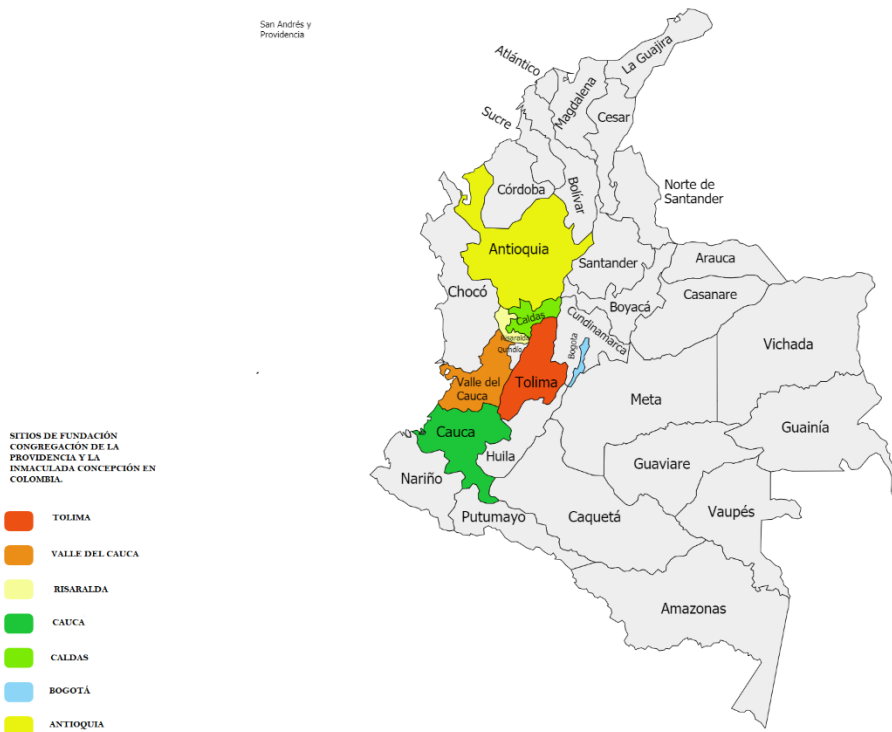 San Andrés y
Providencia
La Guajira
Atlántico
Magdalena
Cesar
Sucre
Norte de
Santander
Córdoba
Bolívar
Antioquia
Santander
Arauca
Chocó
Boyacá
Casanare
Caldas
Cundinamarca
Risaralda
Quindío
Bogota
Vichada
Valle del
Cauca
Tolima
Meta
Guainía
Cauca
Huila
Guaviare
Nariño
Putumayo
Caquetá
Vaupés
Amazonas
SITIOS DE FUNDACIÓN
CONGREGACIÓN DE LA
PROVIDENCIA Y LA
INMACULADA CONCEPCIÓN EN
COLOMBIA.
TOLIMA
VALLE DEL CAUCA
RISARALDA
CAUCA
CALDAS
BOGOTÁ
ANTIOQUIA